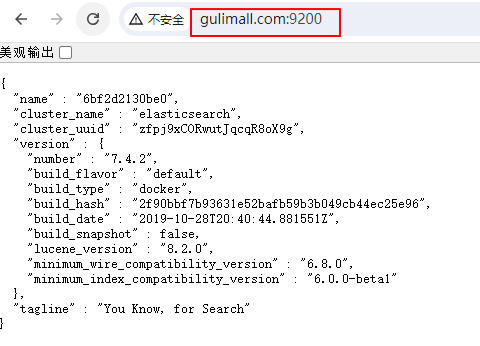 不安全 gulimall.com:9200
美观输出
{
  "name" : "6bf2d2130be0",
  "cluster_name" : "elasticsearch",
  "cluster_uuid" : "zfpj9xCORwutJqcqR8oX9g",
  "version" : {
    "number" : "7.4.2",
    "build_flavor" : "default",
    "build_type" : "docker",
    "build_hash" : "2f90bbf7b93631e52bafb59b3b049cb44ec25e96",
    "build_date" : "2019-10-28T20:40:44.881551Z",
    "build_snapshot" : false,
    "lucene_version" : "8.2.0",
    "minimum_wire_compatibility_version" : "6.8.0",
    "minimum_index_compatibility_version" : "6.0.0-beta1"
  },
  "tagline" : "You Know, for Search"
}